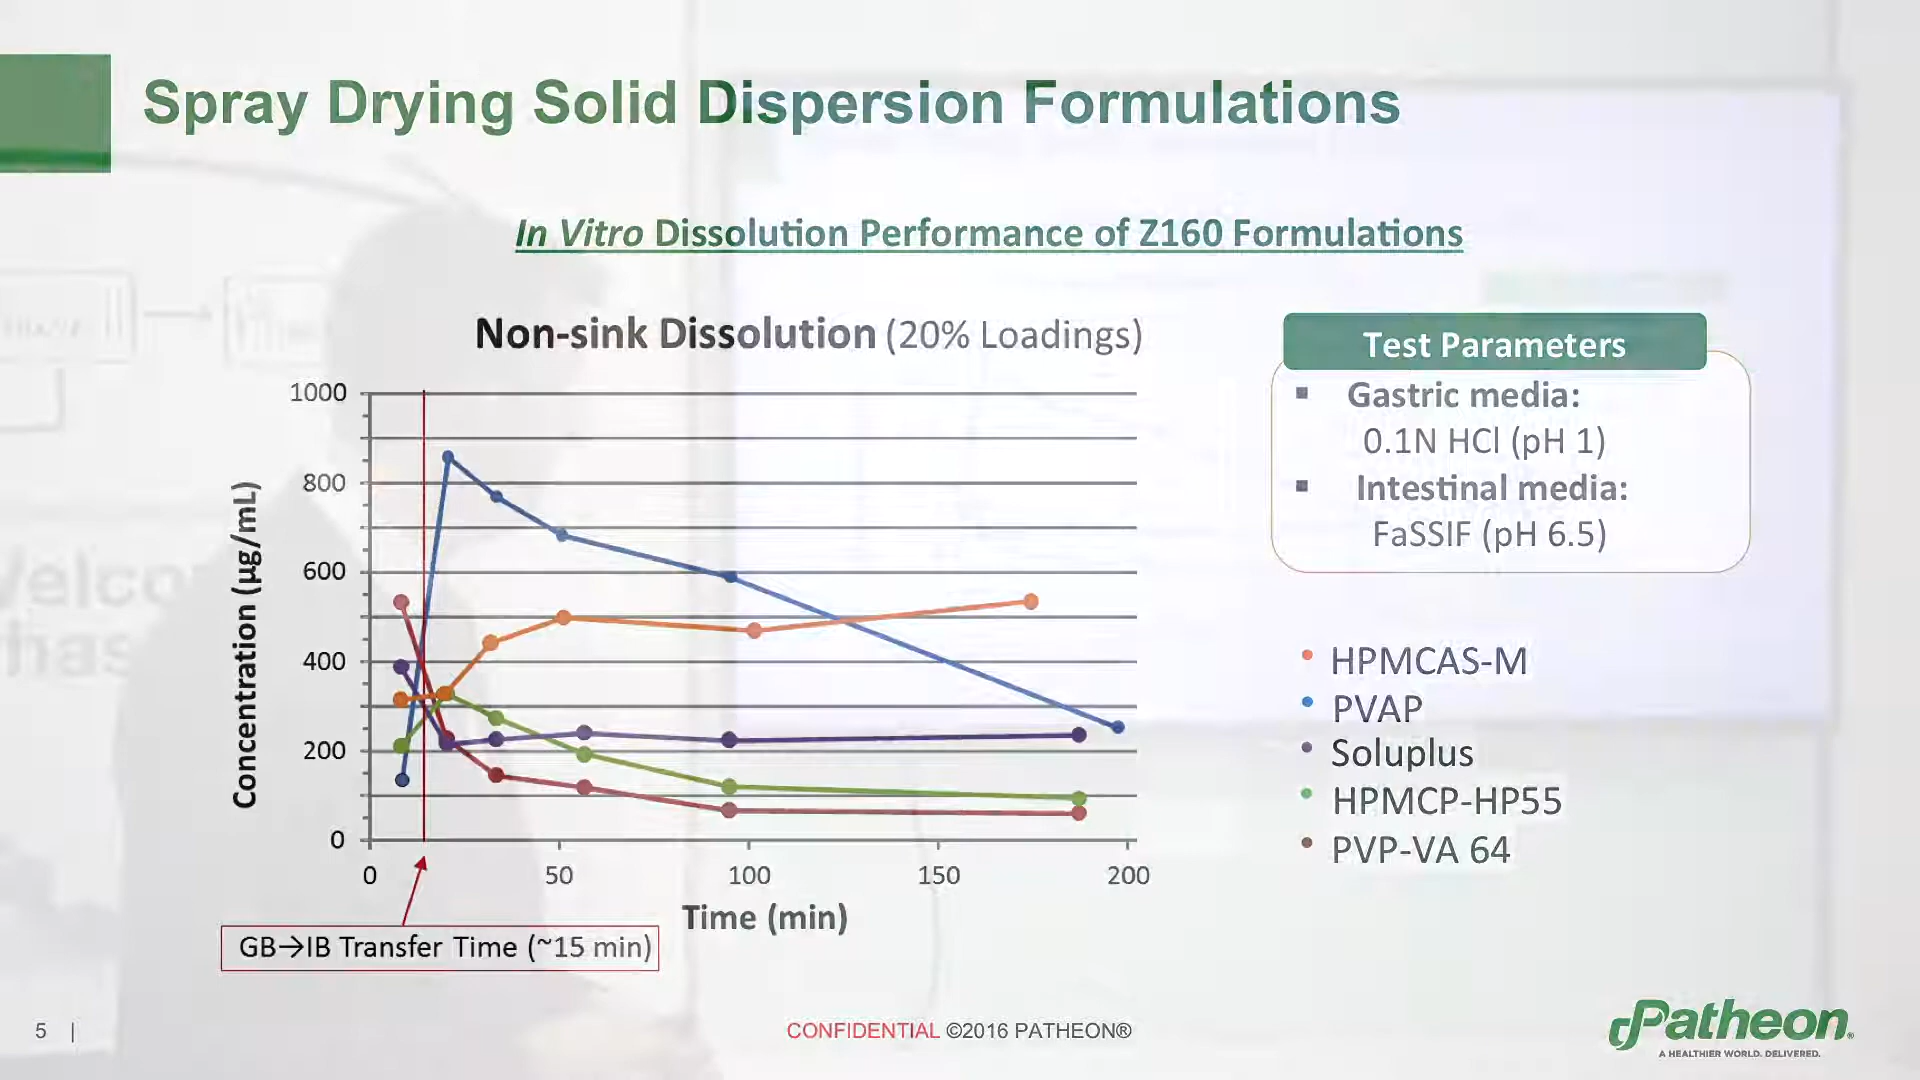 Spray Drying Solid Dispersion Formulations
In Vitro Dissolution Performance of Z160 Formulations
Non-sink Dissolution (20% Loadings)
1000
800
600
400
200
0
Concentration (µg/mL)
0 50 100 150 200
Time (min)
GB→IB Transfer Time (~15 min)
Test Parameters
▪ Gastric media:
0.1N HCl (pH 1)
▪ Intestinal media:
FaSSIF (pH 6.5)
• HPMCAS-M
• PVAP
• Soluplus
• HPMCP-HP55
• PVP-VA 64
5 |
CONFIDENTIAL ©2016 PATHEON®
Patheon®
A HEALTHIER WORLD. DELIVERED.